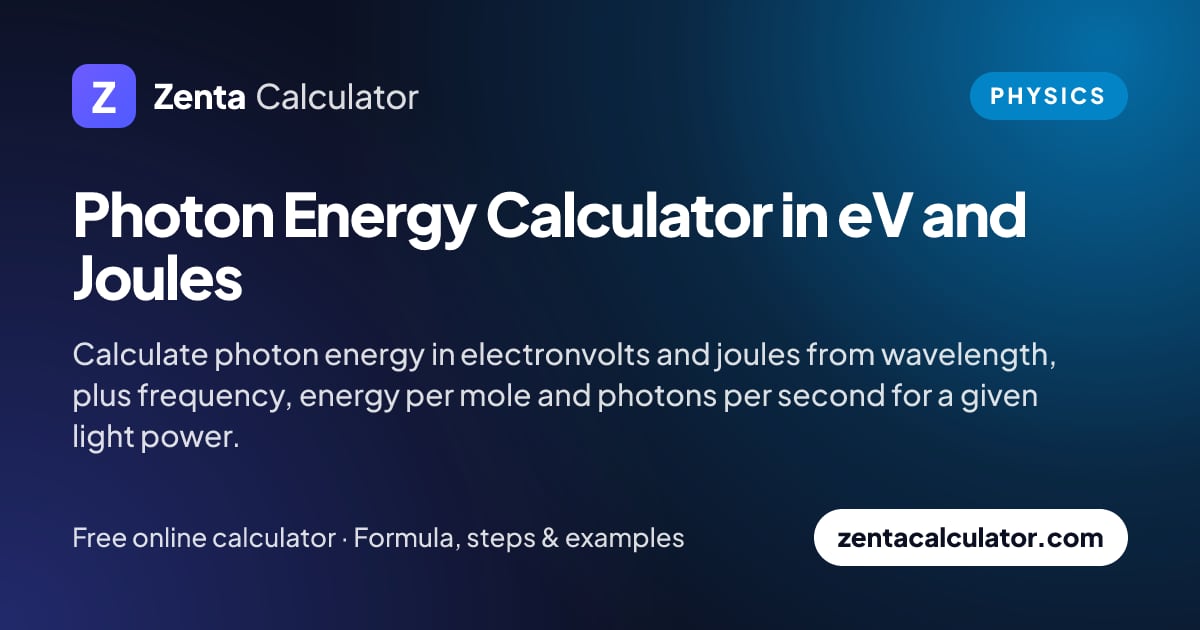 Z
Zenta Calculator
PHYSICS
Photon Energy Calculator in eV and
Joules
Calculate photon energy in electronvolts and joules from wavelength,
plus frequency, energy per mole and photons per second for a given
light power.
Free online calculator · Formula, steps & examples
zentacalculator.com